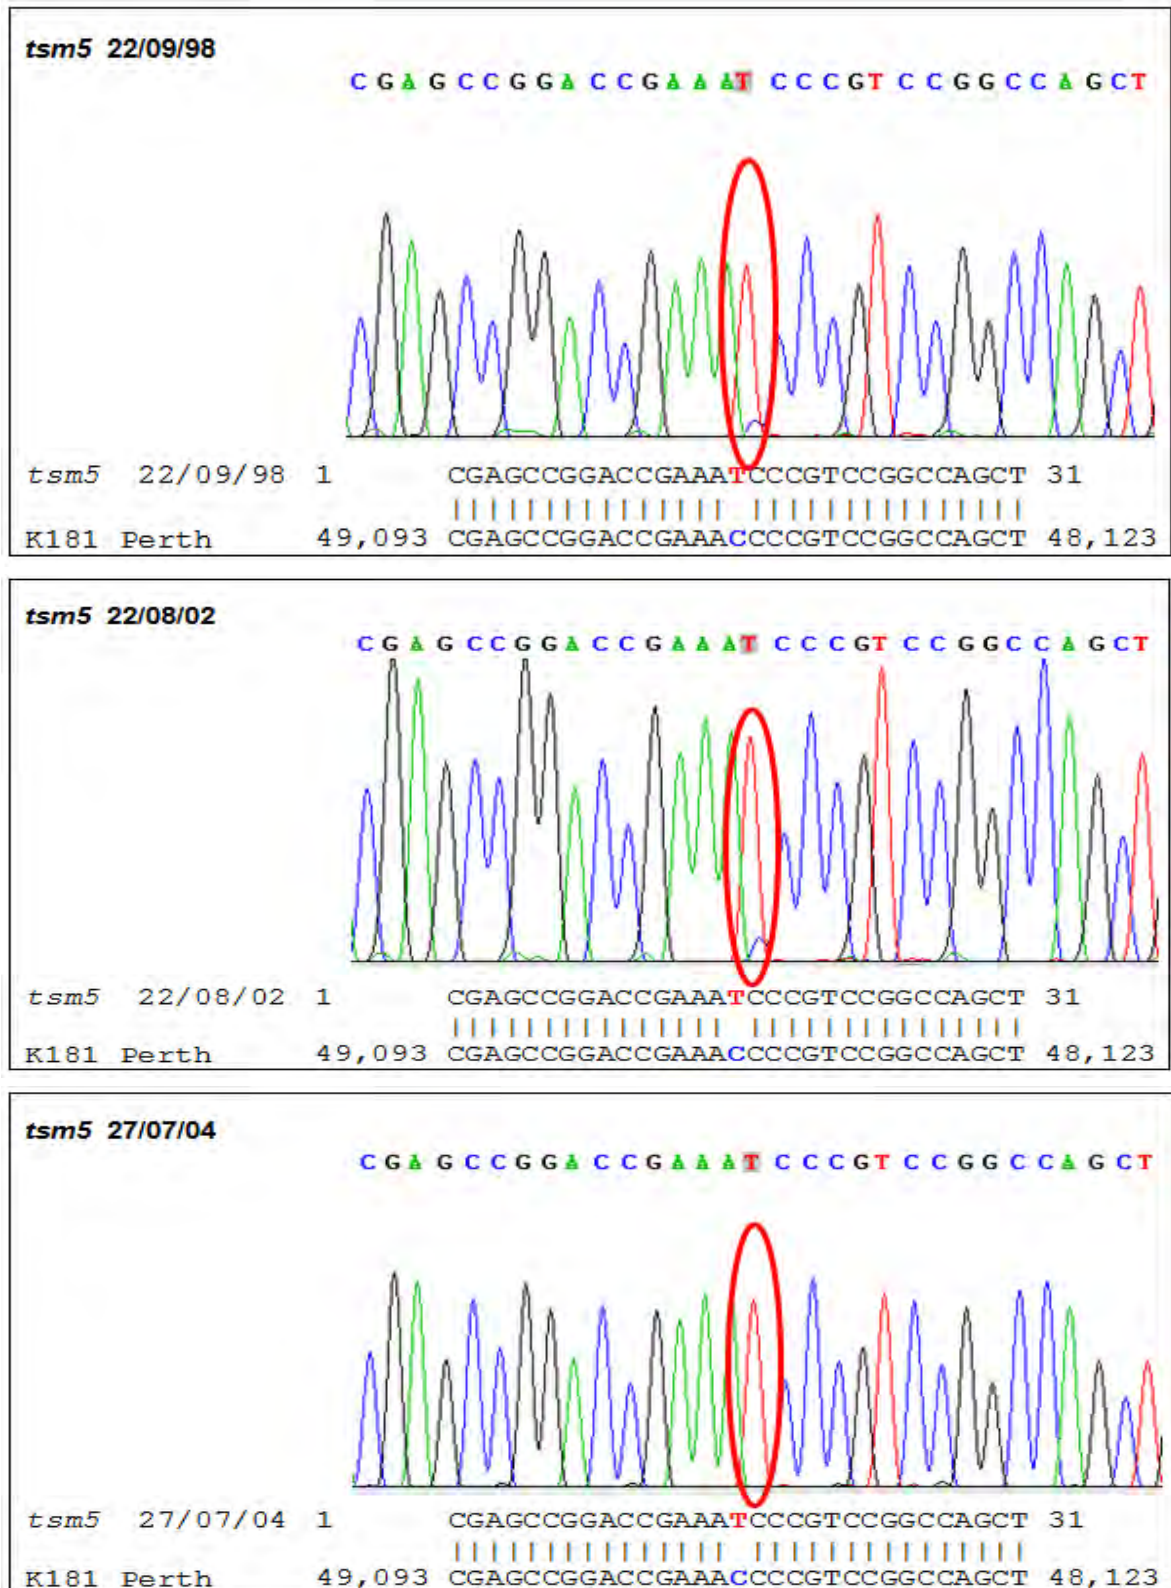 tsm5 22/09/98
C G A G C C G G A C C G A A A T C C C G T C C G G C C A G C T
tsm5 22/09/98 1 CGAGCCGGACCGAAATCCCGTCCGGCCAGCT 31
| | | | | | | | | | | | | | | | | | | | | | | | | | | | | |
K181 Perth 49,093 CGAGCCGGACCGAAACCCCGTCCGGCCAGCT 48,123
tsm5 22/08/02
C G A G C C G G A C C G A A A T C C C G T C C G G C C A G C T
tsm5 22/08/02 1 CGAGCCGGACCGAAATCCCGTCCGGCCAGCT 31
| | | | | | | | | | | | | | | | | | | | | | | | | | | | | |
K181 Perth 49,093 CGAGCCGGACCGAAACCCCGTCCGGCCAGCT 48,123
tsm5 27/07/04
C G A G C C G G A C C G A A A T C C C G T C C G G C C A G C T
tsm5 27/07/04 1 CGAGCCGGACCGAAATCCCGTCCGGCCAGCT 31
| | | | | | | | | | | | | | | | | | | | | | | | | | | | | |
K181 Perth 49,093 CGAGCCGGACCGAAACCCCGTCCGGCCAGCT 48,123